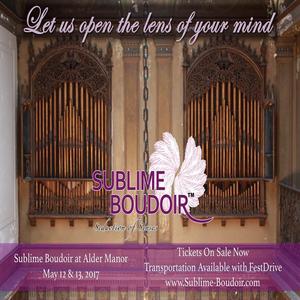 Let us open the lens of your mind
SUBLIME
BOUDOIR™
Sublime Boudoir at Alder Manor
May 12 & 13, 2017
Tickets On Sale Now
Transportation Available with FestDrive
www.Sublime-Boudoir.com